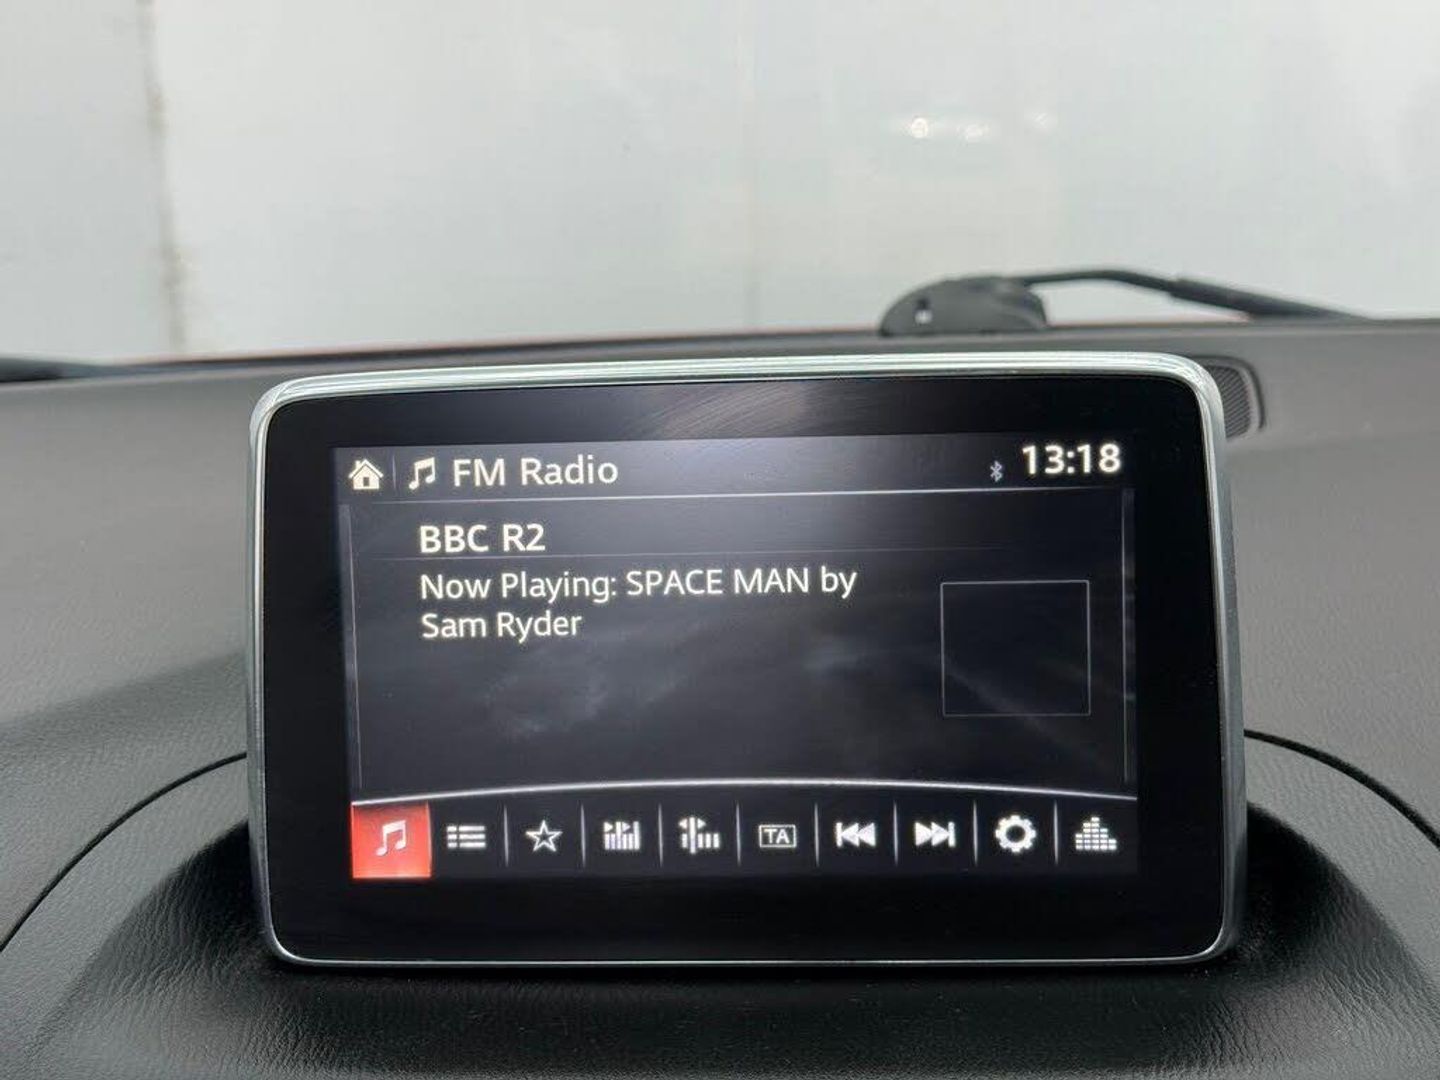 FM Radio 13:18
BBC R2
Now Playing: SPACE MAN by
Sam Ryder
TA